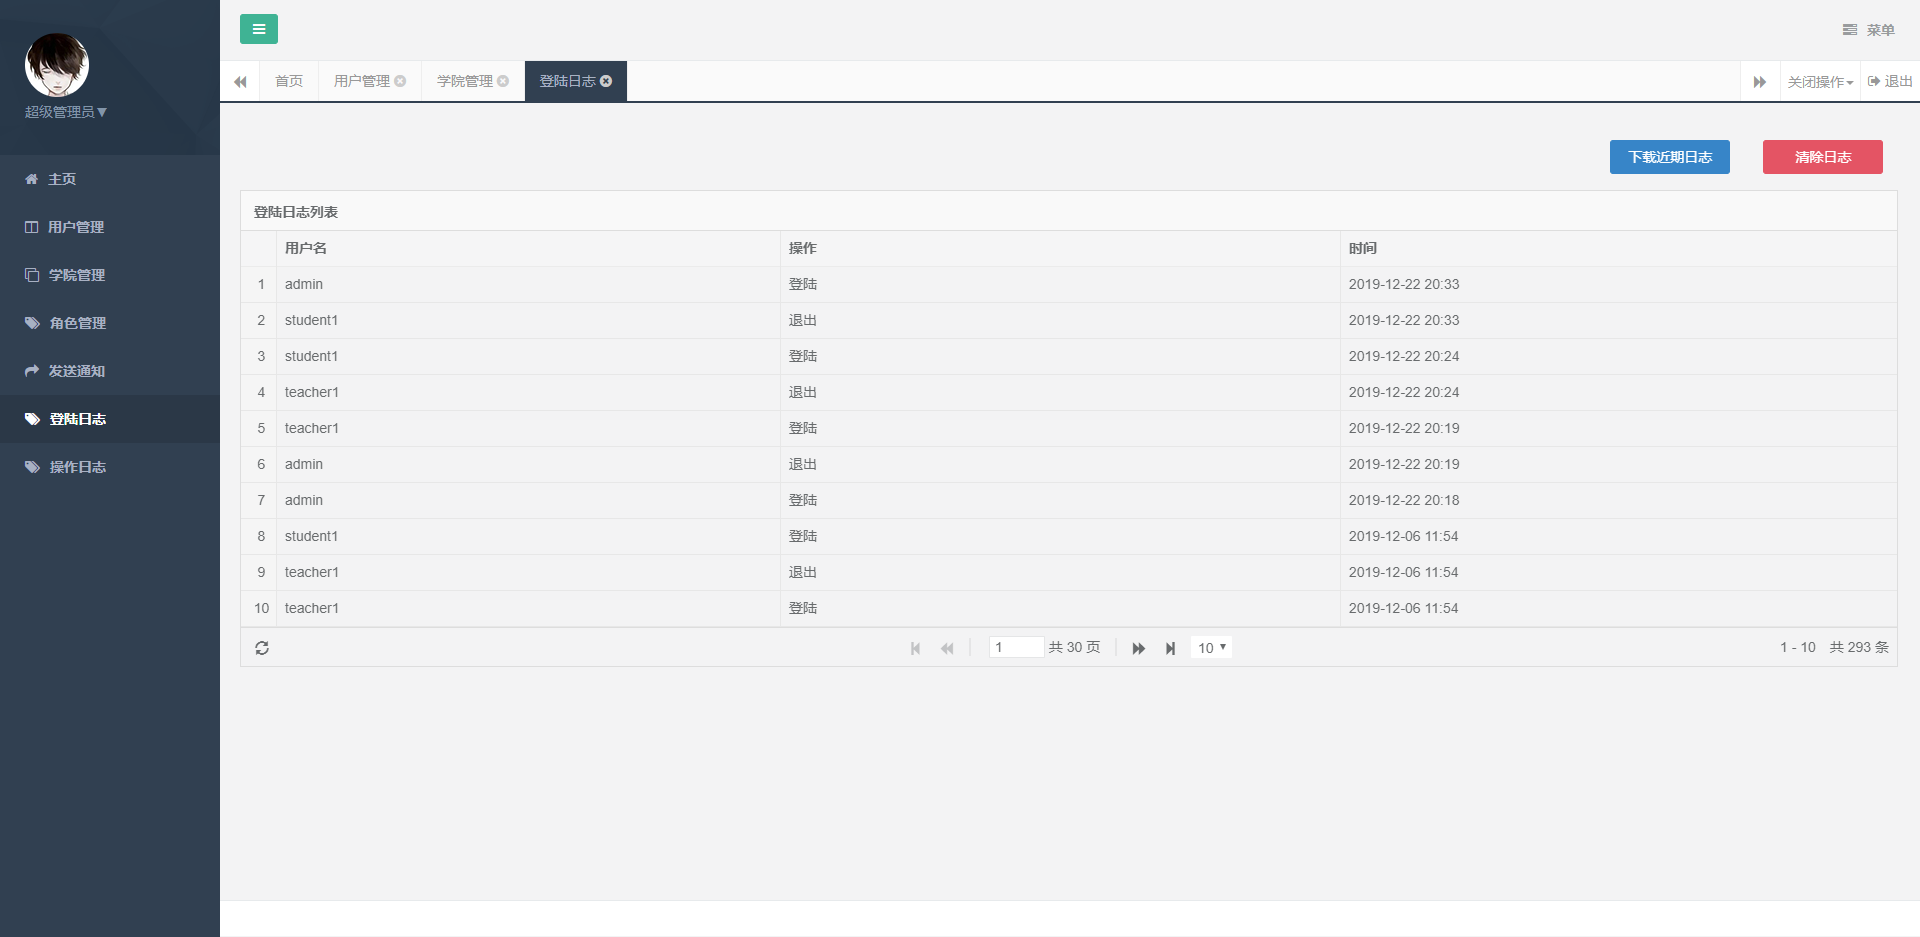 菜单
超级管理员▼
首页 用户管理 学院管理 登陆日志 关闭操作 退出
主页
用户管理
学院管理
角色管理
发送通知
登陆日志
操作日志
下载近期日志 清除日志
登陆日志列表
用户名 操作 时间
1 admin 登陆 2019-12-22 20:33
2 student1 退出 2019-12-22 20:33
3 student1 登陆 2019-12-22 20:24
4 teacher1 退出 2019-12-22 20:24
5 teacher1 登陆 2019-12-22 20:19
6 admin 退出 2019-12-22 20:19
7 admin 登陆 2019-12-22 20:18
8 student1 登陆 2019-12-06 11:54
9 teacher1 退出 2019-12-06 11:54
10 teacher1 登陆 2019-12-06 11:54
1 共 30 页 10 1 - 10 共 293 条